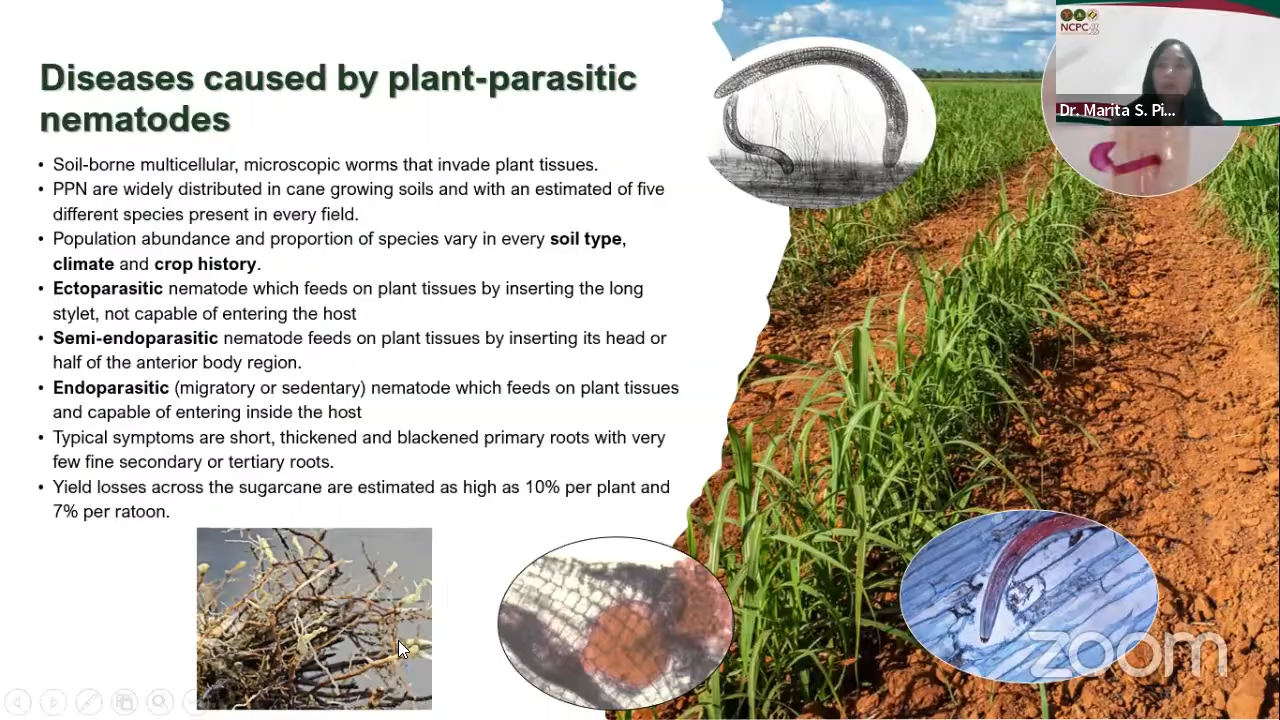 Diseases caused by plant-parasitic
nematodes
• Soil-borne multicellular, microscopic worms that invade plant tissues.
• PPN are widely distributed in cane growing soils and with an estimated of five
different species present in every field.
• Population abundance and proportion of species vary in every soil type,
climate and crop history.
• Ectoparasitic nematode which feeds on plant tissues by inserting the long
stylet, not capable of entering the host
• Semi-endoparasitic nematode feeds on plant tissues by inserting its head or
half of the anterior body region.
• Endoparasitic (migratory or sedentary) nematode which feeds on plant tissues
and capable of entering inside the host
• Typical symptoms are short, thickened and blackened primary roots with very
few fine secondary or tertiary roots.
• Yield losses across the sugarcane are estimated as high as 10% per plant and
7% per ratoon.
NCPC
Dr. Marita S. Pi...
zoom